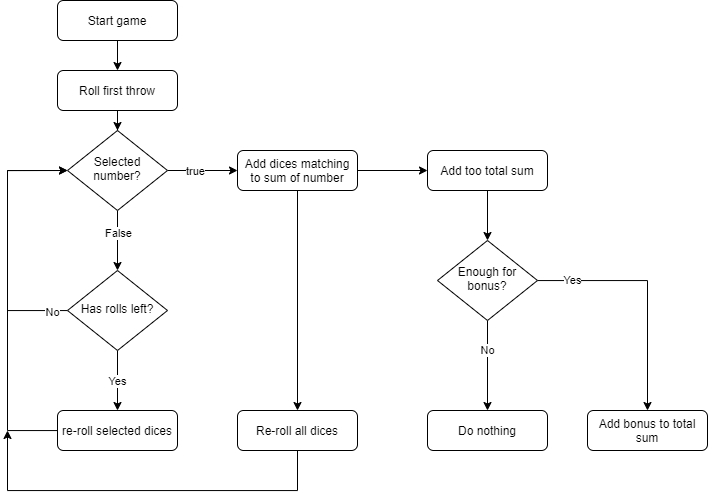 Start game
Roll first throw
Selected
number?
true
Add dices matching
to sum of number
Add too total sum
False
Enough for
bonus?
Yes
Has rolls left?
No
No
Yes
re-roll selected dices
Re-roll all dices
Do nothing
Add bonus to total
sum